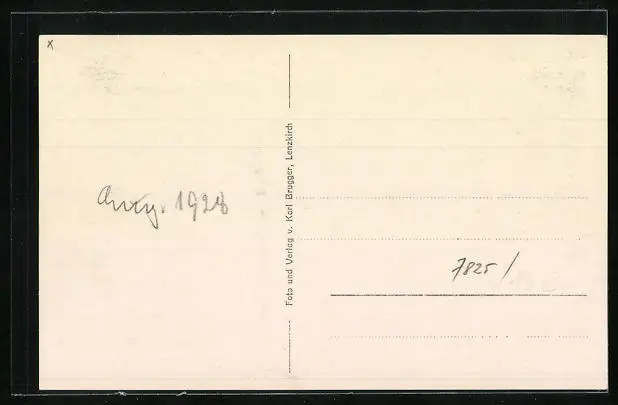 x
Aug. 1928
Foto und Verlag v. Karl Brugger, Lenzkirch
7825 /